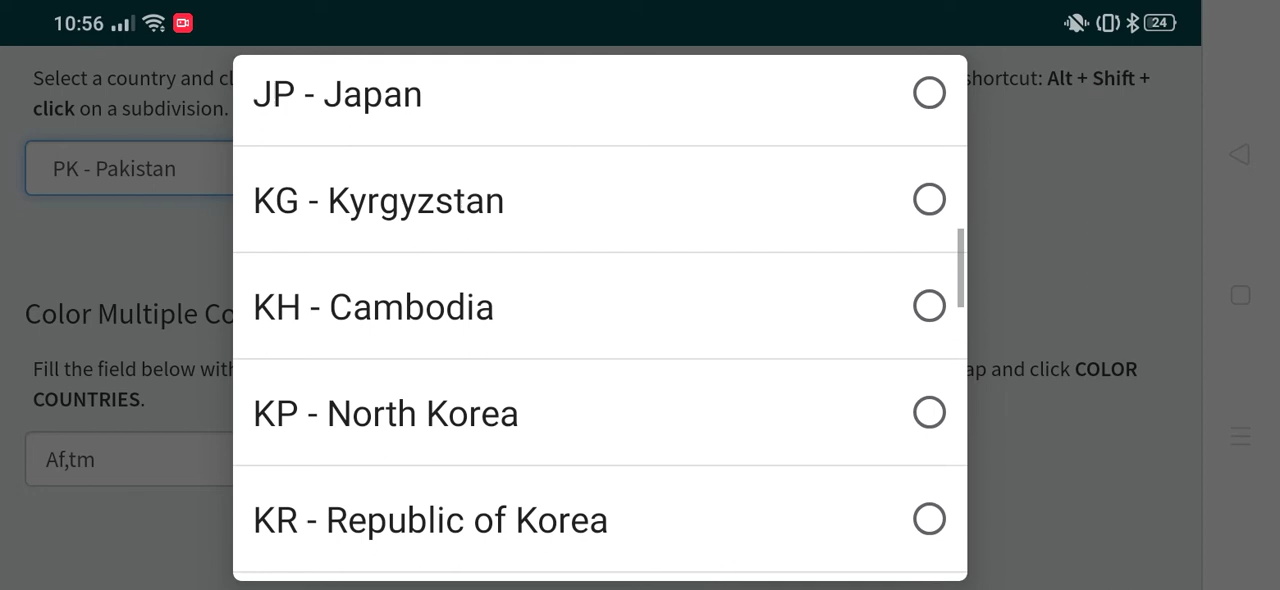 10:56
24
Select a country and cl shortcut: Alt + Shift +
click on a subdivision.
PK - Pakistan
JP - Japan
KG - Kyrgyzstan
KH - Cambodia
KP - North Korea
KR - Republic of Korea
Color Multiple Co
Fill the field below with ap and click COLOR
COUNTRIES.
Af,tm